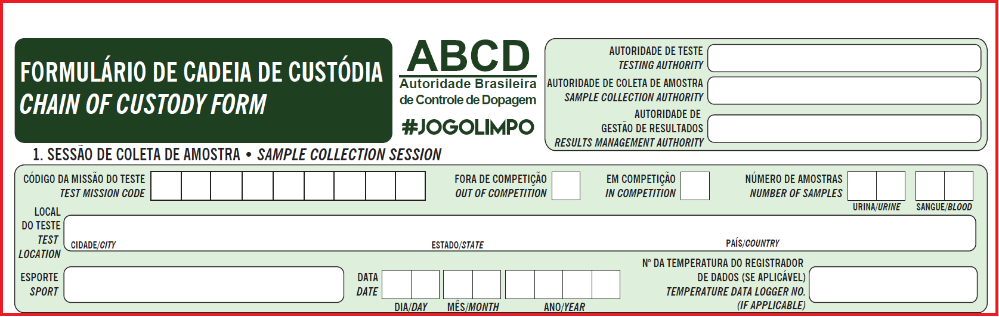 FORMULÁRIO DE CADEIA DE CUSTÓDIA
CHAIN OF CUSTODY FORM
ABCD
Autoridade Brasileira
de Controle de Dopagem
#JOGOLIMPO
AUTORIDADE DE TESTE
TESTING AUTHORITY
AUTORIDADE DE COLETA DE AMOSTRA
SAMPLE COLLECTION AUTHORITY
AUTORIDADE DE
GESTÃO DE RESULTADOS
RESULTS MANAGEMENT AUTHORITY
1. SESSÃO DE COLETA DE AMOSTRA • SAMPLE COLLECTION SESSION
CÓDIGO DA MISSÃO DO TESTE
TEST MISSION CODE
FORA DE COMPETIÇÃO
OUT OF COMPETITION
EM COMPETIÇÃO
IN COMPETITION
NÚMERO DE AMOSTRAS
NUMBER OF SAMPLES
URINA/URINE
SANGUE/BLOOD
LOCAL
DO TESTE
TEST
LOCATION
CIDADE/CITY
ESTADO/STATE
PAÍS/COUNTRY
ESPORTE
SPORT
DATA
DATE
DIA/DAY
MÊS/MONTH
ANO/YEAR
Nº DA TEMPERATURA DO REGISTRADOR
DE DADOS (SE APLICÁVEL)
TEMPERATURE DATA LOGGER NO.
(IF APPLICABLE)